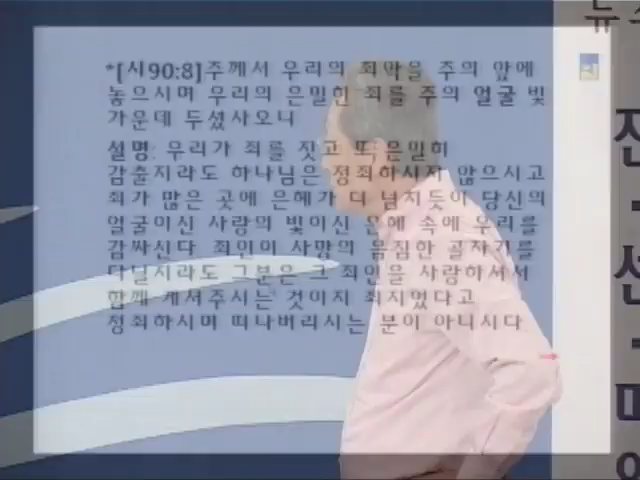 뉴스
*[시90:8]주께서 우리의 죄악을 주의 앞에
놓으시며 우리의 은밀한 죄를 주의 얼굴 빛
가운데 두셨사오니
설명: 우리가 죄를 짓고 또 은밀히
감출지라도 하나님은 정죄하시지 않으시고
죄가 많은 곳에 은혜가 더 넘치듯이 당신의
얼굴이신 사랑의 빛이신 은혜 속에 우리를
감싸신다 죄인이 사망의 음침한 골짜기를
다닐지라도 그분은 그 죄인을 사랑하셔서
함께 계셔주시는 것이지 죄지었다고
정죄하시며 떠나버리시는 분이 아니시다